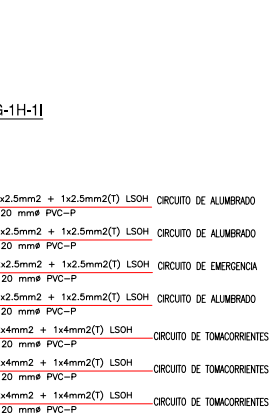 G-1H-1I
x2.5mm2 + 1x2.5mm2(T) LSOH CIRCUITO DE ALUMBRADO
20 mmø PVC-P
x2.5mm2 + 1x2.5mm2(T) LSOH CIRCUITO DE ALUMBRADO
20 mmø PVC-P
x2.5mm2 + 1x2.5mm2(T) LSOH CIRCUITO DE EMERGENCIA
20 mmø PVC-P
x2.5mm2 + 1x2.5mm2(T) LSOH CIRCUITO DE ALUMBRADO
20 mmø PVC-P
x4mm2 + 1x4mm2(T) LSOH CIRCUITO DE TOMACORRIENTES
20 mmø PVC-P
x4mm2 + 1x4mm2(T) LSOH CIRCUITO DE TOMACORRIENTES
20 mmø PVC-P
x4mm2 + 1x4mm2(T) LSOH CIRCUITO DE TOMACORRIENTES
20 mmø PVC-P